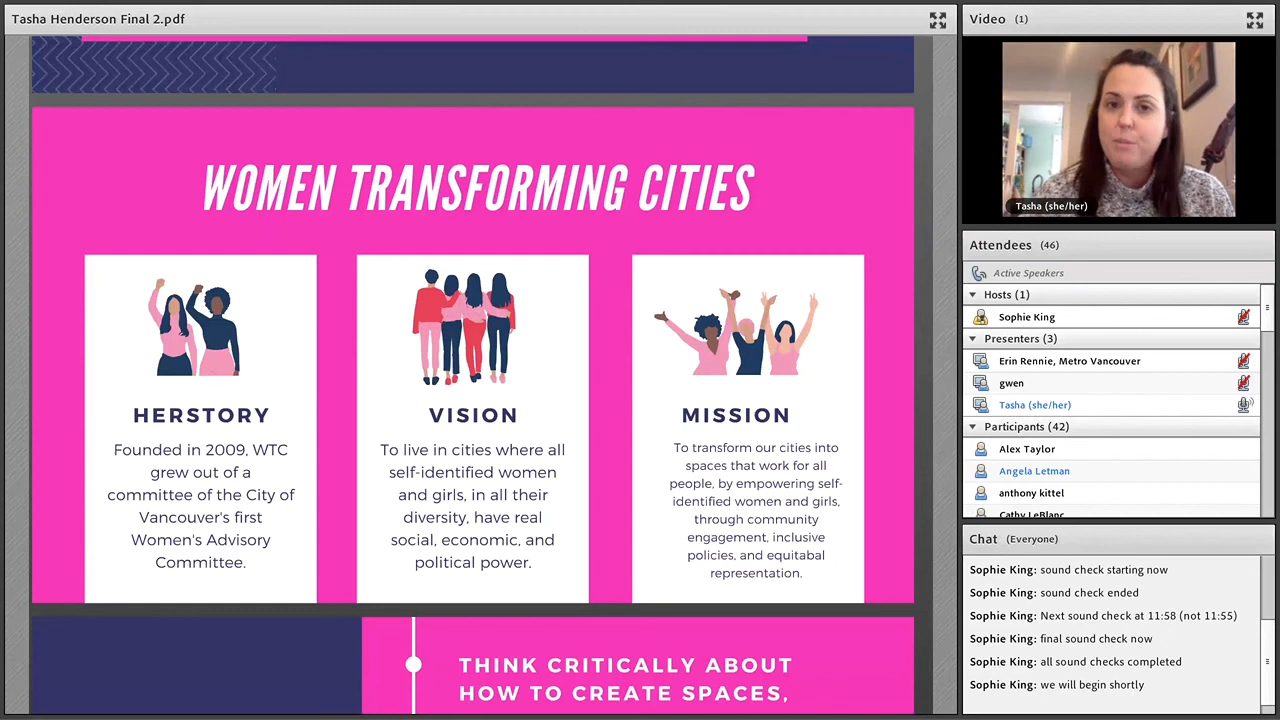 Tasha Henderson Final 2.pdf
WOMEN TRANSFORMING CITIES
HERSTORY
Founded in 2009, WTC
grew out of a
committee of the City of
Vancouver's first
Women's Advisory
Committee.
VISION
To live in cities where all
self-identified women
and girls, in all their
diversity, have real
social, economic, and
political power.
MISSION
To transform our cities into
spaces that work for all
people, by empowering self-
identified women and girls,
through community
engagement, inclusive
policies, and equitabal
representation.
THINK CRITICALLY ABOUT
HOW TO CREATE SPACES,
Video (1)
Tasha (she/her)
Attendees (46)
Active Speakers
Hosts (1)
Sophie King
Presenters (3)
Erin Rennie, Metro Vancouver
gwen
Tasha (she/her)
Participants (42)
Alex Taylor
Angela Letman
anthony kittel
Cathy LeBlanc
Chat (Everyone)
Sophie King: sound check starting now
Sophie King: sound check ended
Sophie King: Next sound check at 11:58 (not 11:55)
Sophie King: final sound check now
Sophie King: all sound checks completed
Sophie King: we will begin shortly